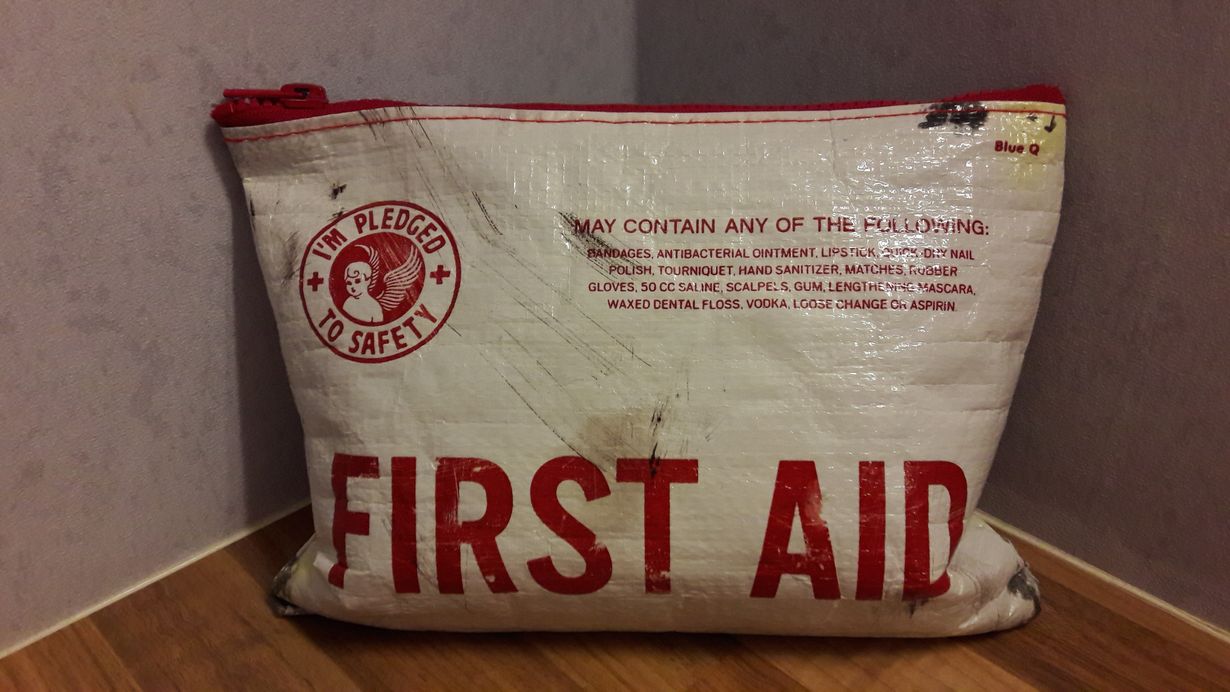 Blue Q
I'M PLEDGED
TO SAFETY
MAY CONTAIN ANY OF THE FOLLOWING:
BANDAGES, ANTIBACTERIAL OINTMENT, LIPSTICK, QUICK-DRY NAIL
POLISH, TOURNIQUET, HAND SANITIZER, MATCHES, RUBBER
GLOVES, 50 CC SALINE, SCALPELS, GUM, LENGTHENING MASCARA,
WAXED DENTAL FLOSS, VODKA, LOOSE CHANGE OR ASPIRIN.
FIRST AID